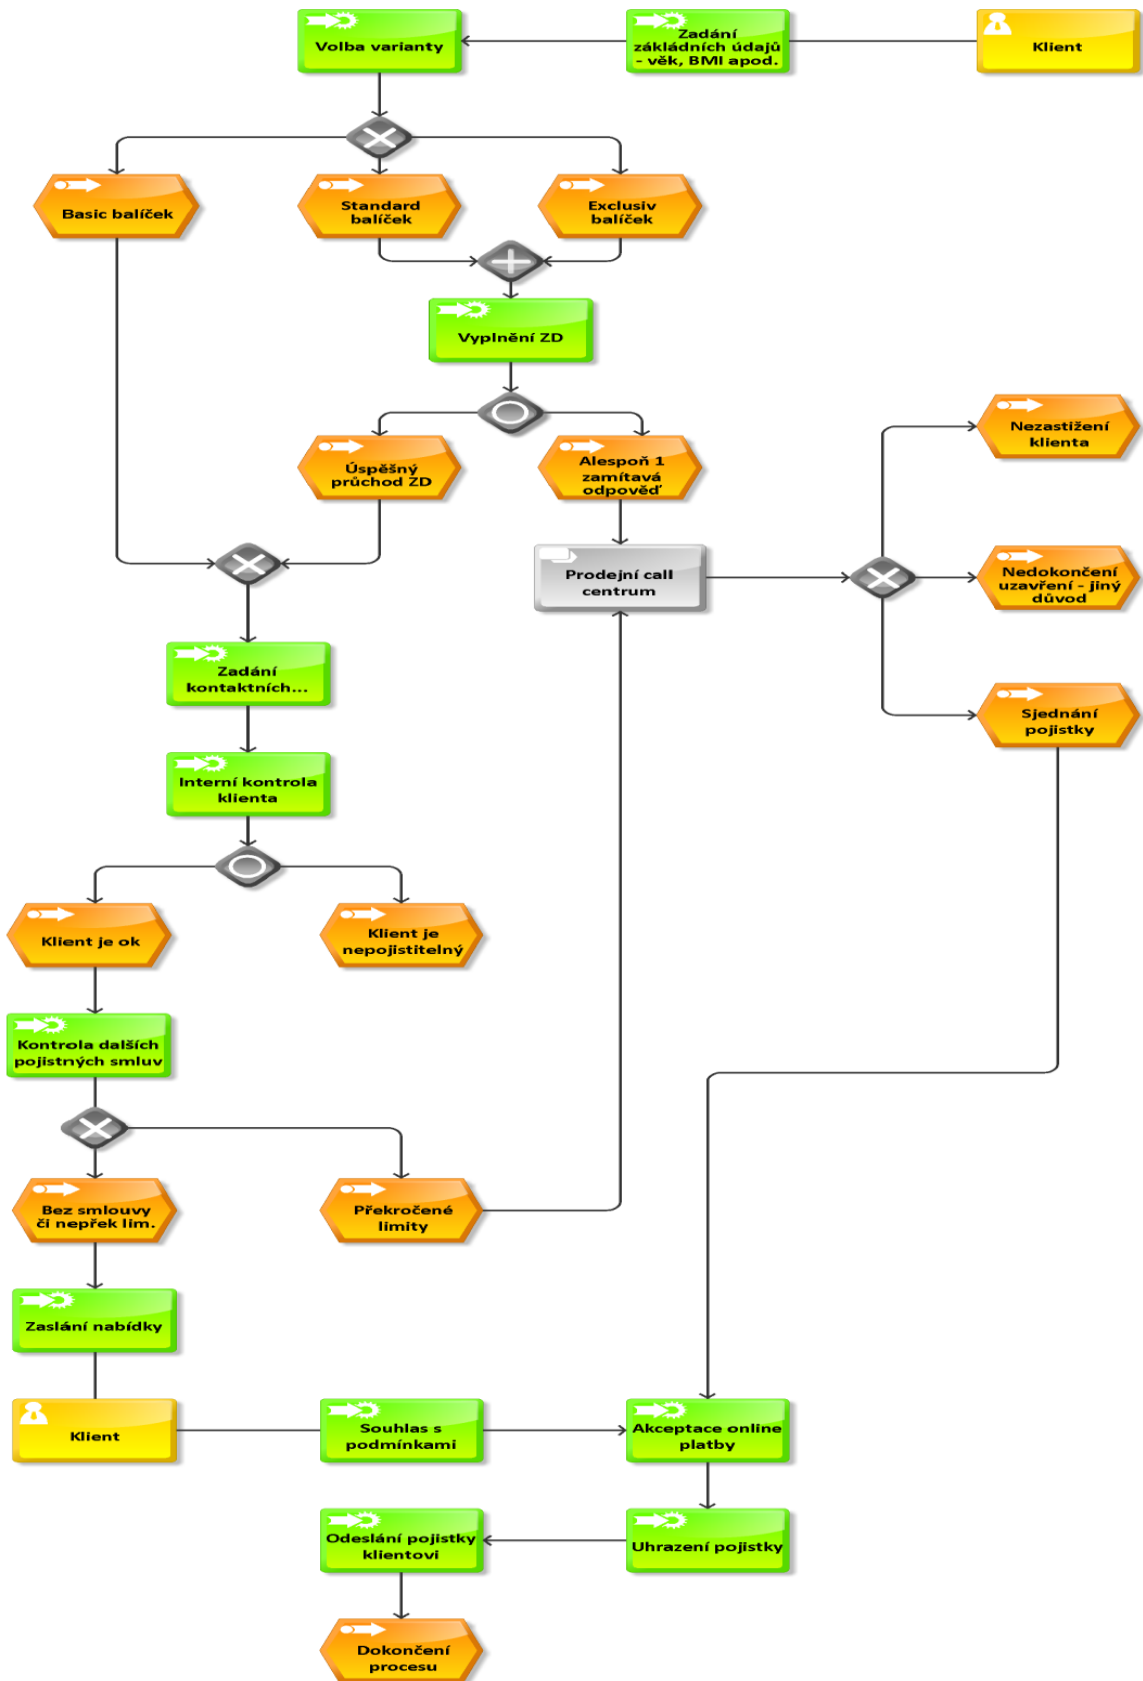 Volba varianty
Zadání
základních údajů
- věk, BMI apod.
Klient
Basic balíček
Standard
balíček
Exclusiv
balíček
Vyplnění ZD
Úspěšný
průchod ZD
Alespoň 1
zamítavá
odpověď
Nezastižení
klienta
Prodejní call
centrum
Nedokončení
uzavření - jiný
důvod
Zadání
kontaktních...
Sjednání
pojistky
Interní kontrola
klienta
Klient je ok
Klient je
nepojistitelný
Kontrola dalších
pojistných smluv
Bez smlouvy
či nepřek lim.
Překročené
limity
Zaslání nabídky
Klient
Souhlas s
podmínkami
Akceptace online
platby
Odeslání pojistky
klientovi
Uhrazení pojistky
Dokončení
procesu